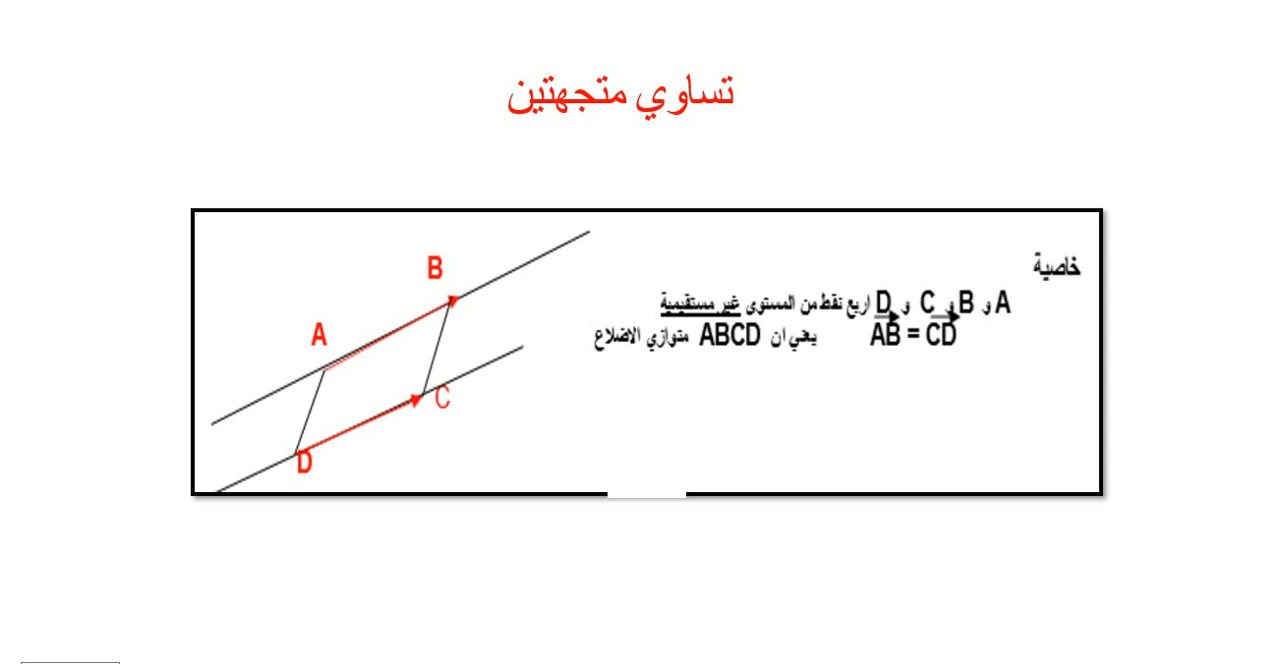 تساوي متجهتين
خاصية
A و B و C و D اربع نقط من المستوى غير مستقيمية
AB = CD يعني ان ABCD متوازي الاضلاع
B
A
C
D